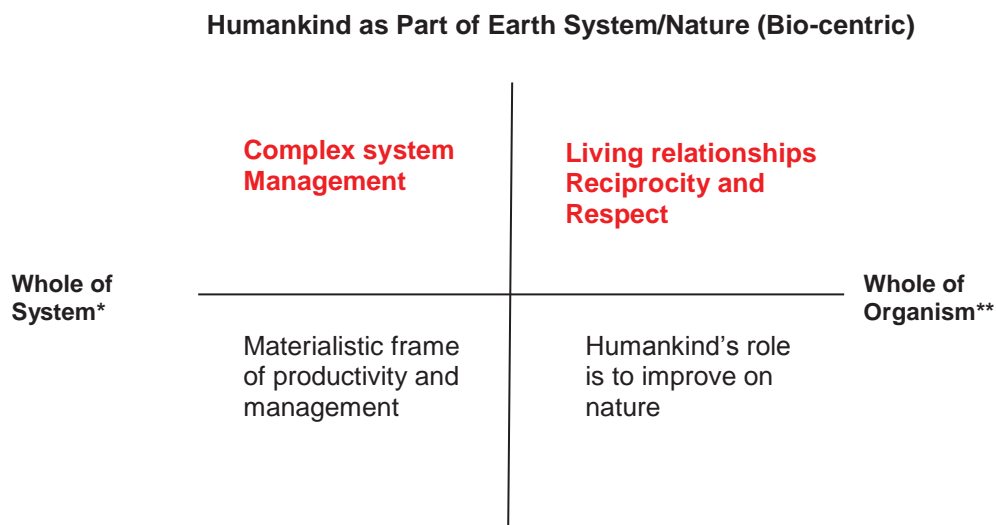 Humankind as Part of Earth System/Nature (Bio-centric)
Complex system
Management
Living relationships
Reciprocity and
Respect
Whole of
System*
Whole of
Organism**
Materialistic frame
of productivity and
management
Humankind’s role
is to improve on
nature